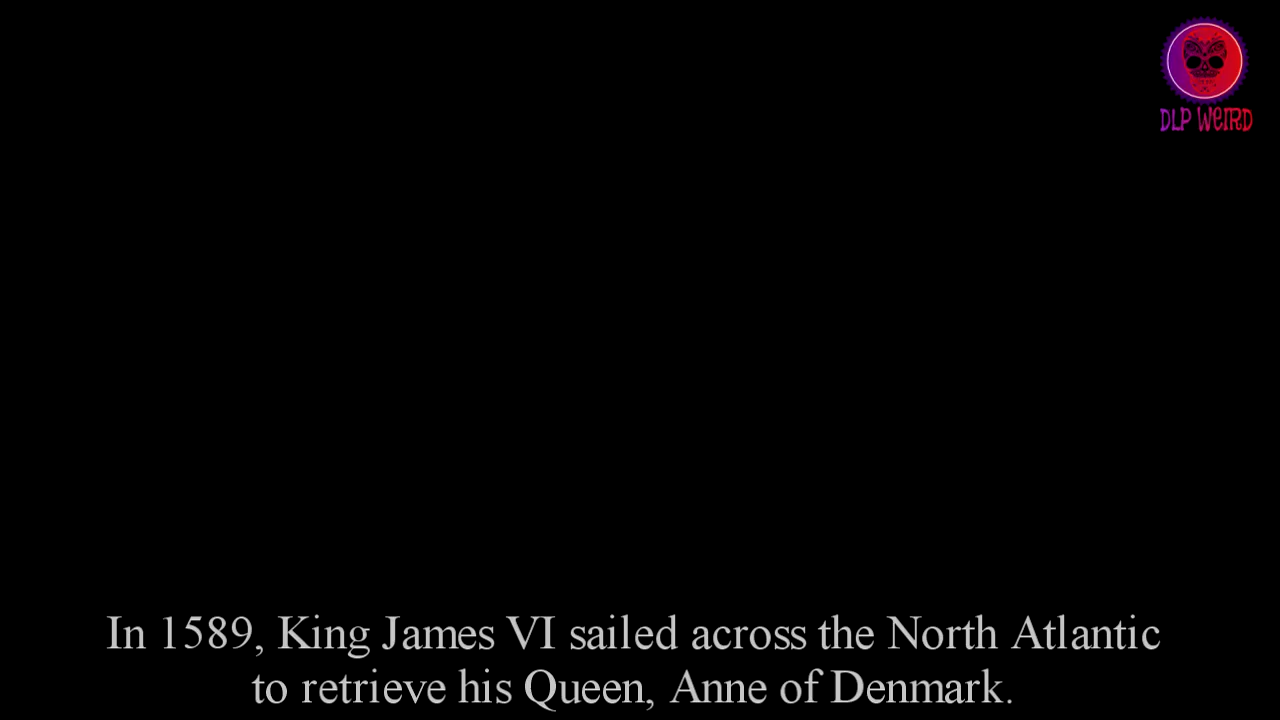 DLP WEIRD
In 1589, King James VI sailed across the North Atlantic
to retrieve his Queen, Anne of Denmark.